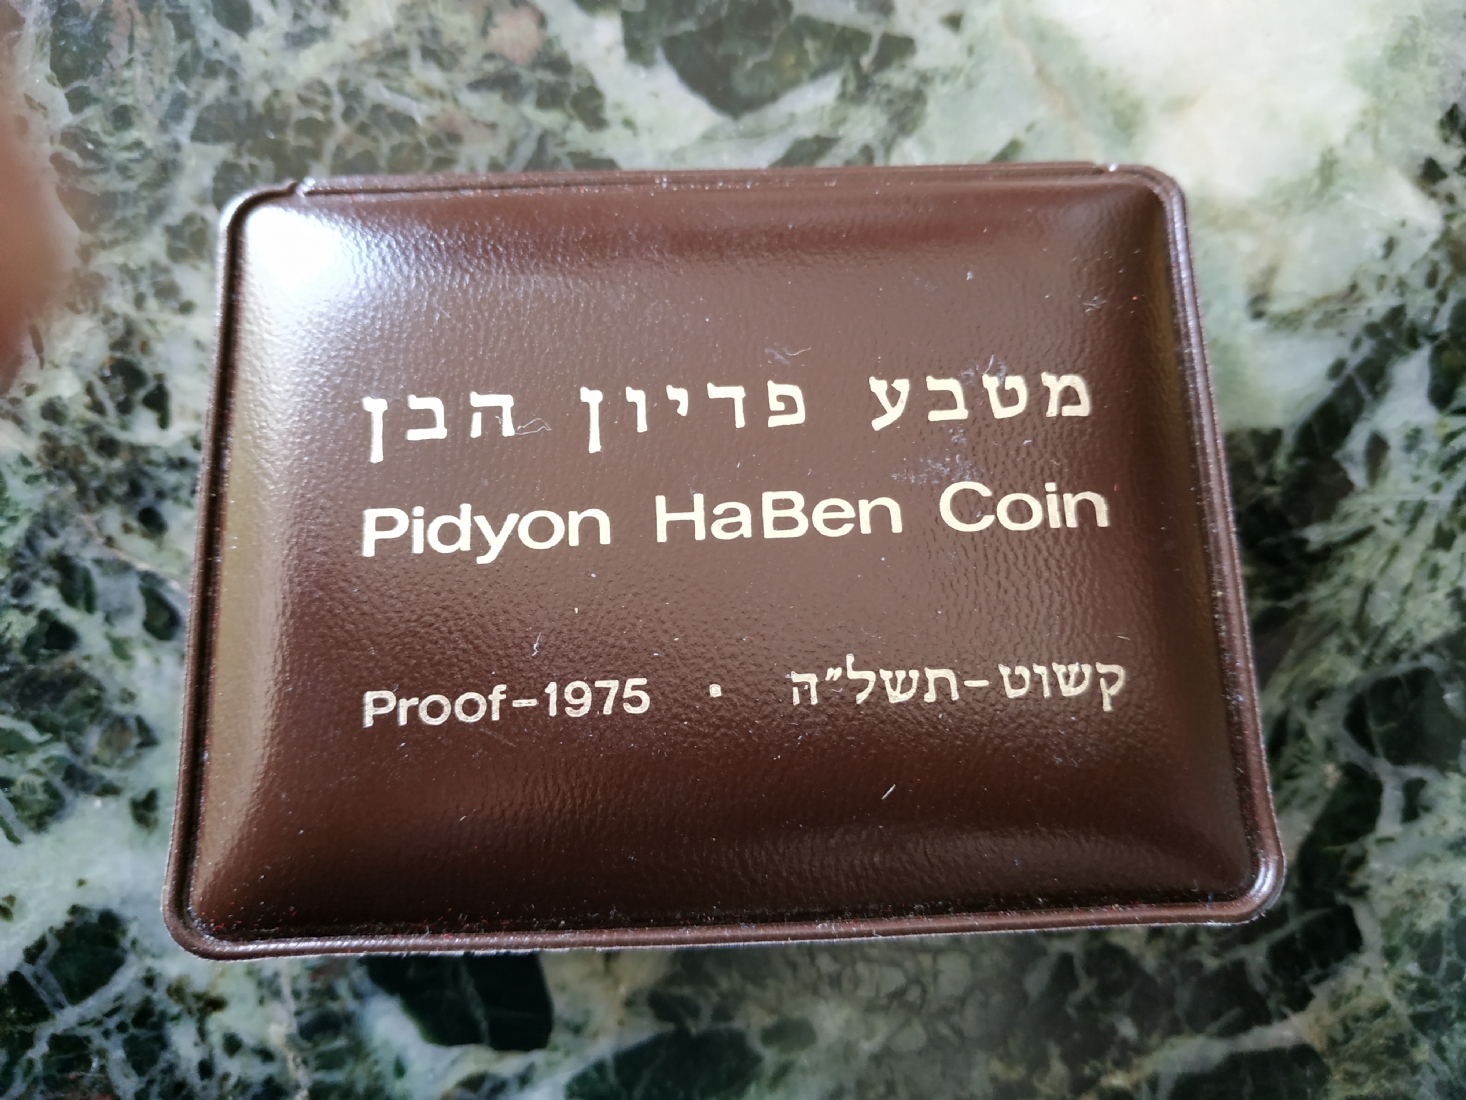 מטבע פדיון הבן
Pidyon HaBen Coin
Proof-1975 • קשוט-תשל״ה